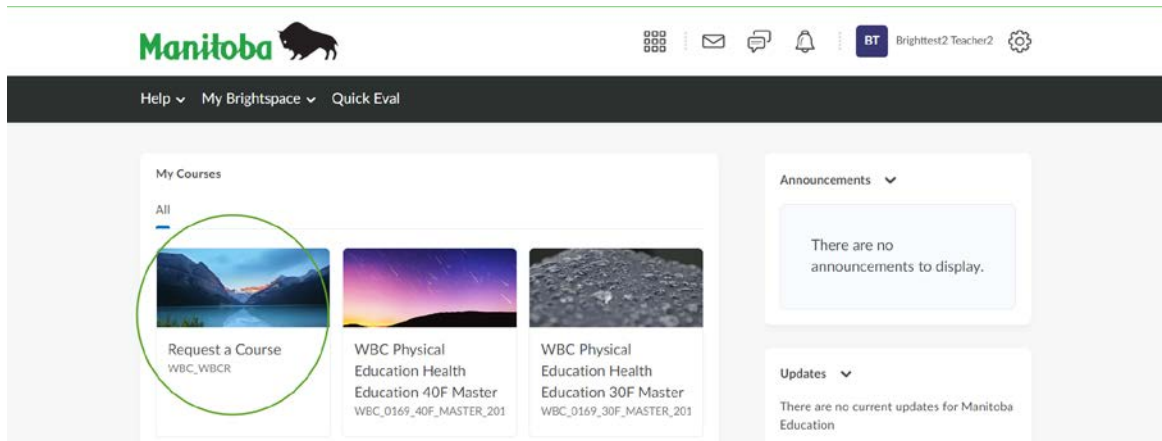 Manitoba
BT Brighttest2 Teacher2
Help My Brightspace Quick Eval
My Courses
All
Request a Course
WBC_WBCR
WBC Physical
Education Health
Education 40F Master
WBC_0169_40F_MASTER_201
WBC Physical
Education Health
Education 30F Master
WBC_0169_30F_MASTER_201
Announcements
There are no
announcements to display.
Updates
There are no current updates for Manitoba
Education